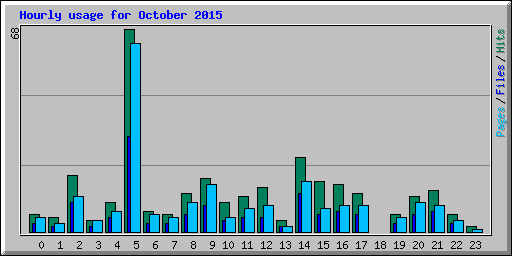 Hourly usage for October 2015
68
Pages / Files / Hits
0 1 2 3 4 5 6 7 8 9 10 11 12 13 14 15 16 17 18 19 20 21 22 23